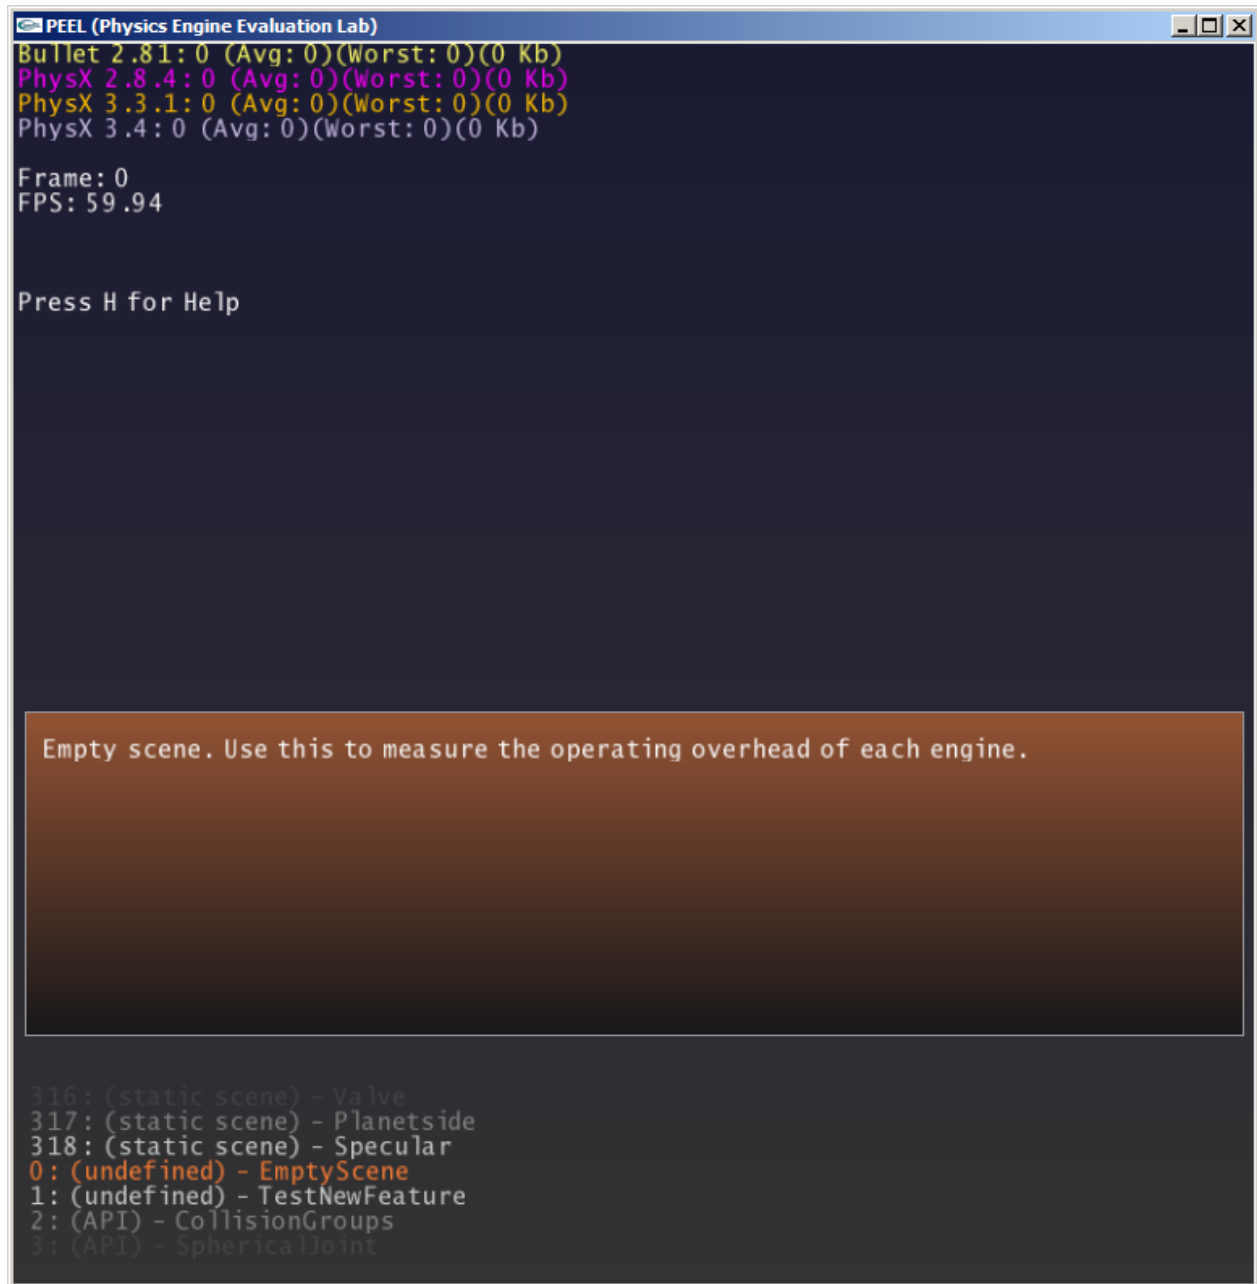 PEEL (Physics Engine Evaluation Lab)
Bullet 2.81: 0 (Avg: 0)(Worst: 0)(0 Kb)
PhysX 2.8.4: 0 (Avg: 0)(Worst: 0)(0 Kb)
PhysX 3.3.1: 0 (Avg: 0)(Worst: 0)(0 Kb)
PhysX 3.4: 0 (Avg: 0)(Worst: 0)(0 Kb)
Frame: 0
FPS: 59.94
Press H for Help
Empty scene. Use this to measure the operating overhead of each engine.
316: (static scene) - Valve
317: (static scene) - Planetside
318: (static scene) - Specular
0: (undefined) - EmptyScene
1: (undefined) - TestNewFeature
2: (API) - CollisionGroups
3: (API) - SphericalJoint